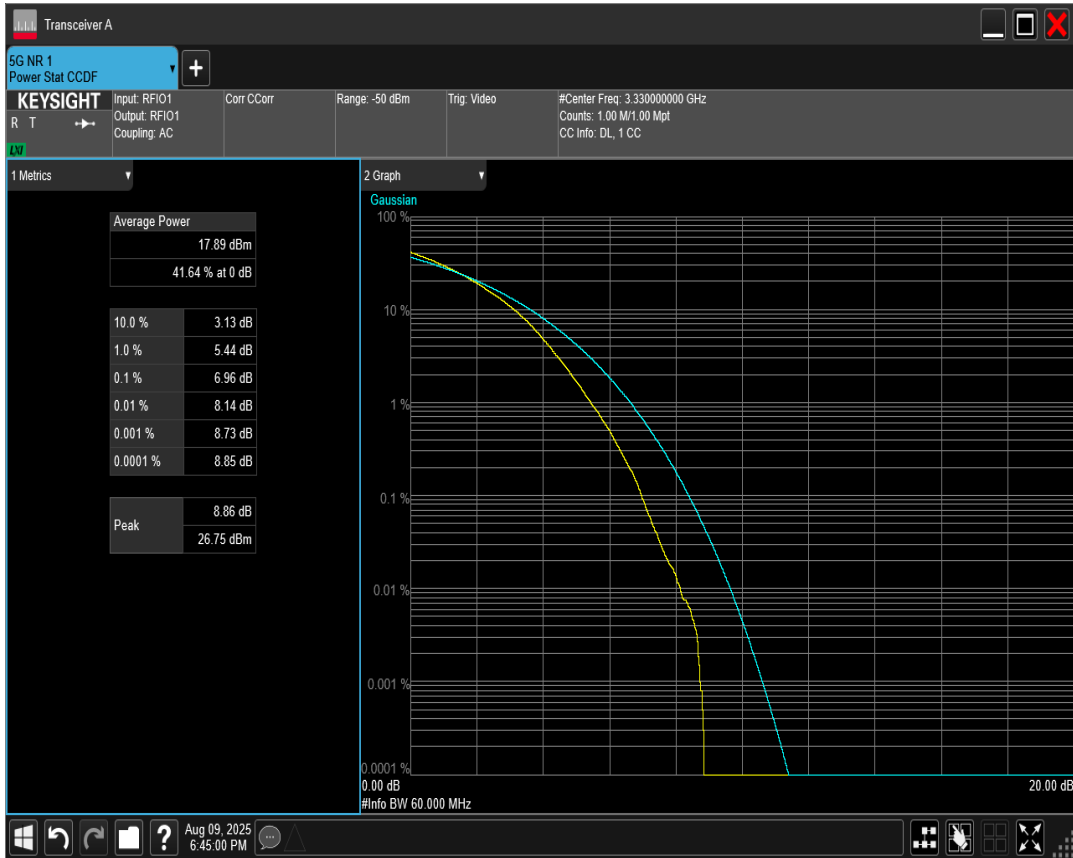 Transceiver A
5G NR 1
Power Stat CCDF
KEYSIGHT
R T
LXI
Input: RFIO1
Output: RFIO1
Coupling: AC
Corr CCorr
Range: -50 dBm
Trig: Video
#Center Freq: 3.330000000 GHz
Counts: 1.00 M/1.00 Mpt
CC Info: DL, 1 CC
1 Metrics
Average Power
17.89 dBm
41.64 % at 0 dB
10.0 % 3.13 dB
1.0 % 5.44 dB
0.1 % 6.96 dB
0.01 % 8.14 dB
0.001 % 8.73 dB
0.0001 % 8.85 dB
Peak
8.86 dB
26.75 dBm
2 Graph
Gaussian
100 %
10 %
1 %
0.1 %
0.01 %
0.001 %
0.0001 %
0.00 dB 20.00 dB
#Info BW 60.000 MHz
Aug 09, 2025
6:45:00 PM